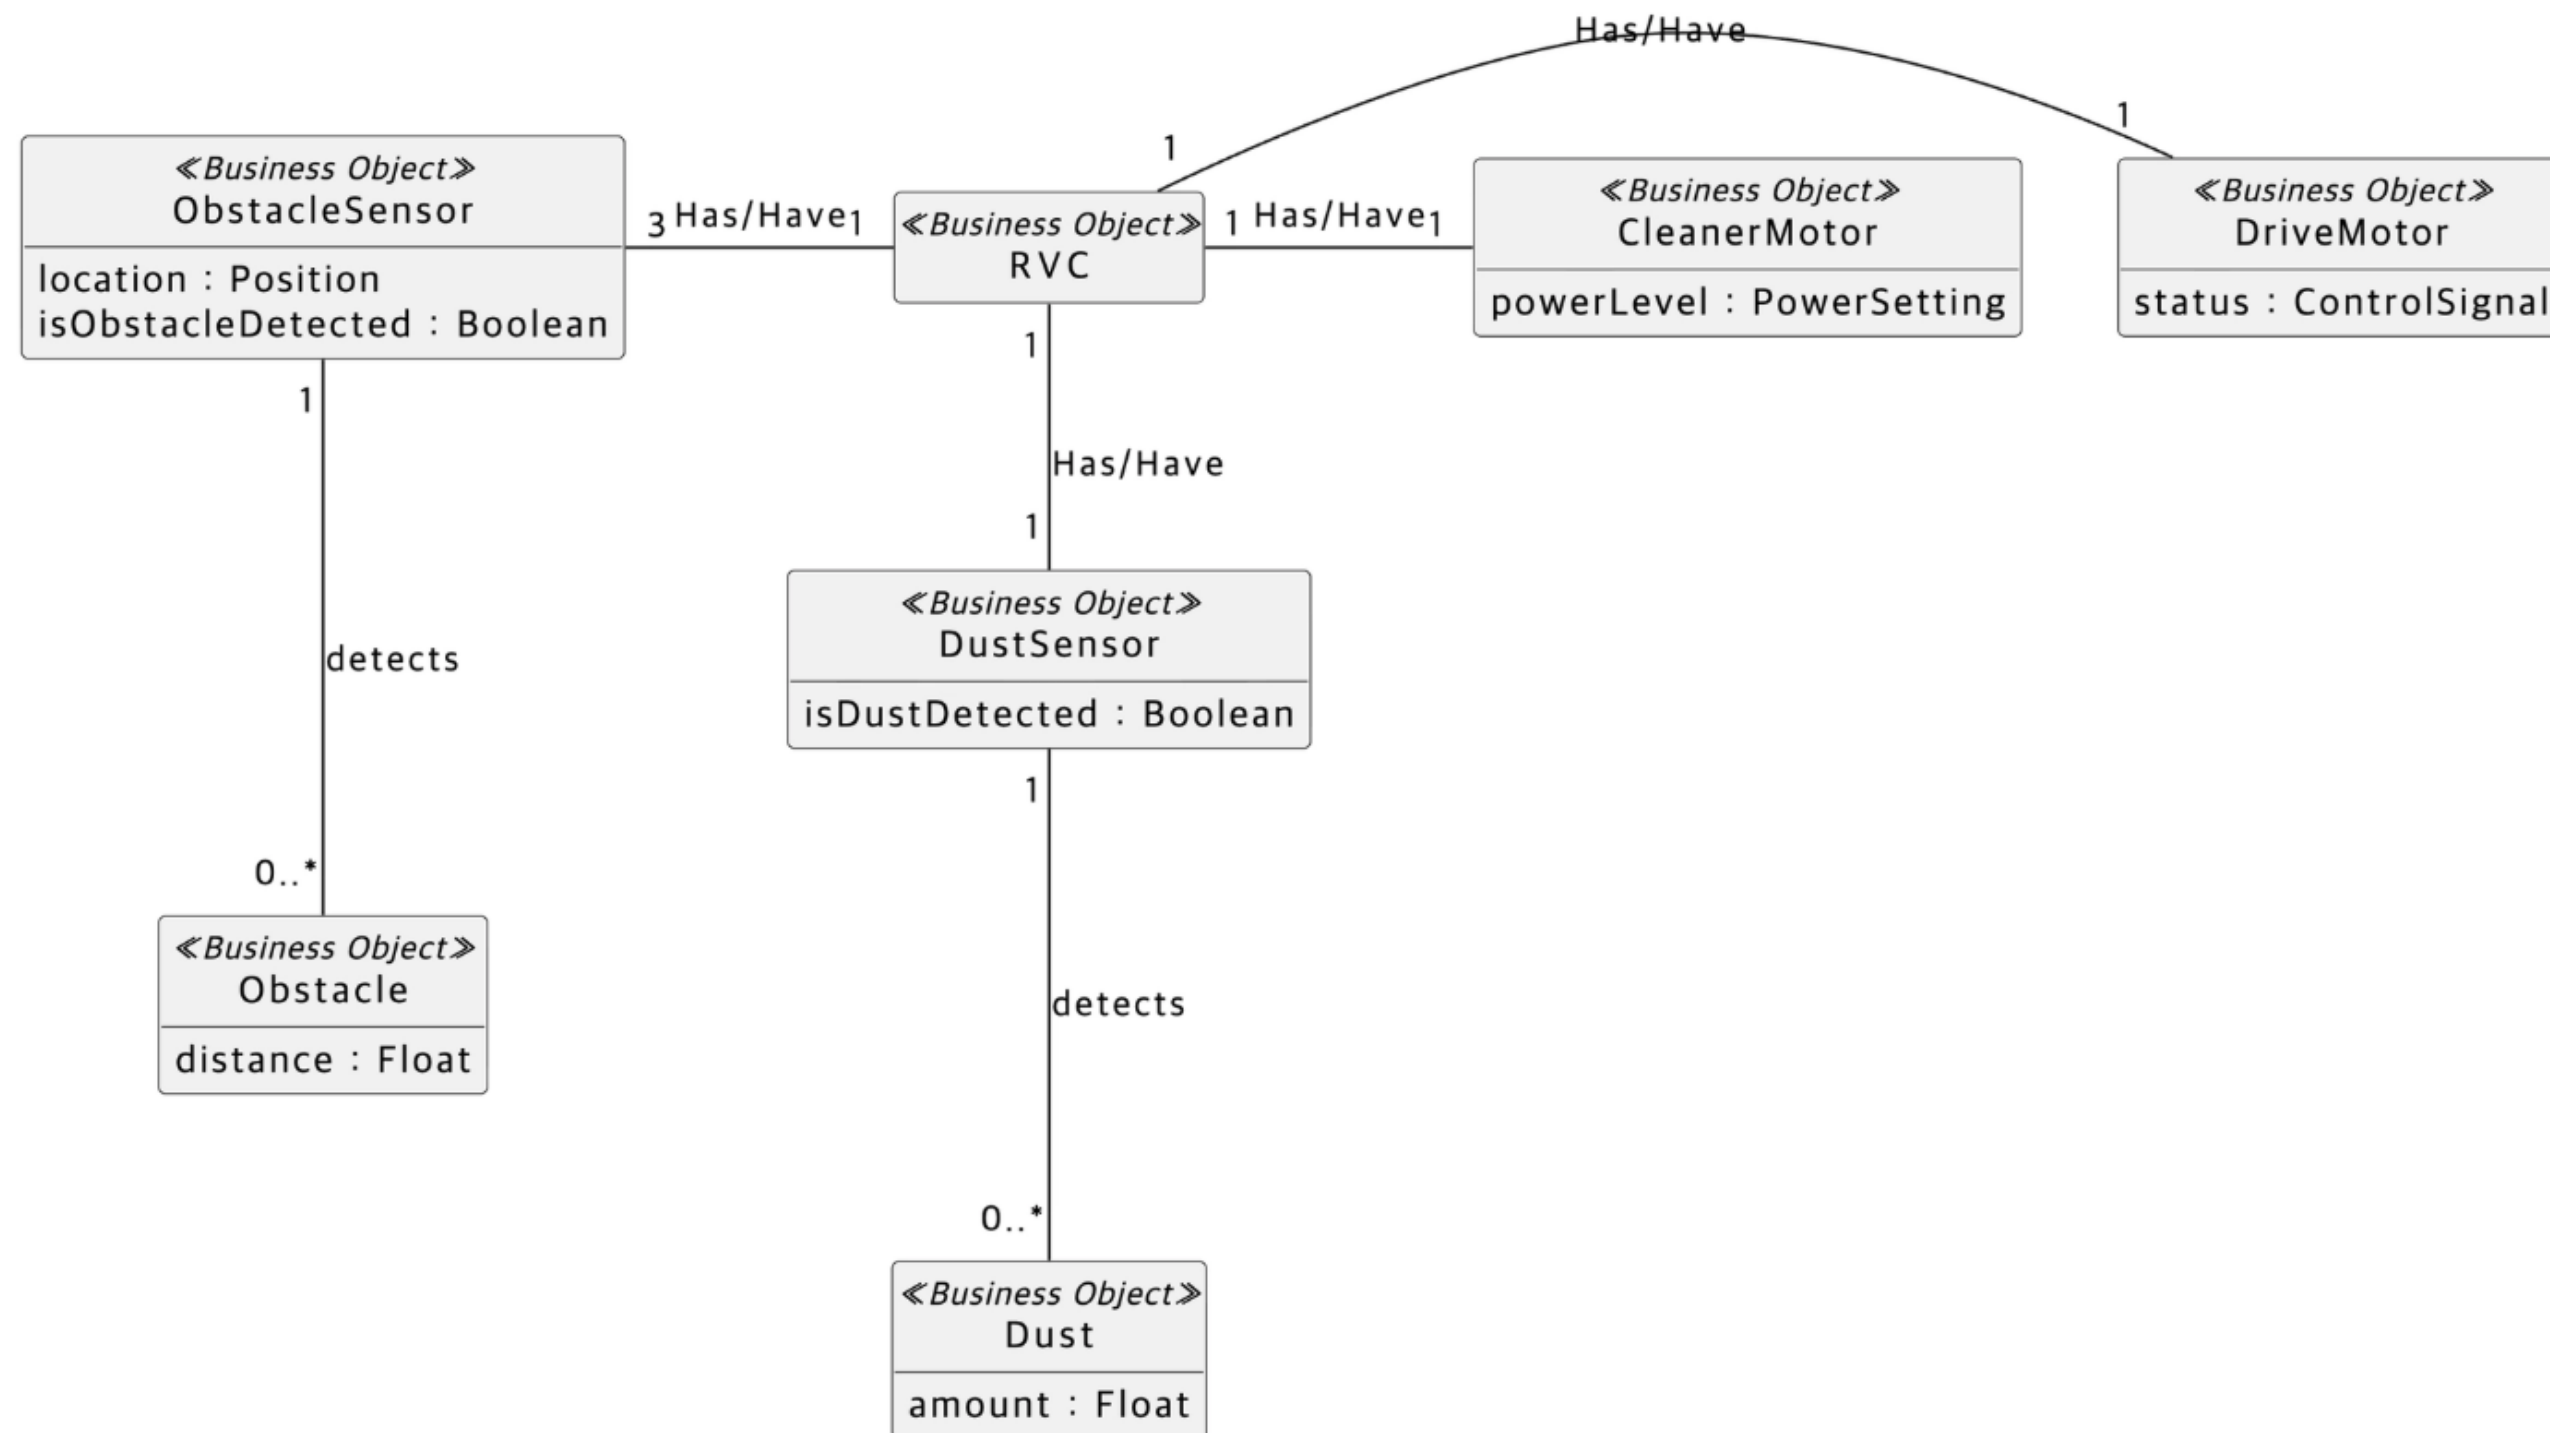 Has/Have
1
1
≪Business Object≫
ObstacleSensor
location : Position
isObstacleDetected : Boolean
3 Has/Have 1
≪Business Object≫
RVC
1 Has/Have 1
≪Business Object≫
CleanerMotor
powerLevel : PowerSetting
≪Business Object≫
DriveMotor
status : ControlSignal
1
1
Has/Have
1
≪Business Object≫
DustSensor
isDustDetected : Boolean
detects
1
0..*
≪Business Object≫
Obstacle
distance : Float
detects
0..*
≪Business Object≫
Dust
amount : Float